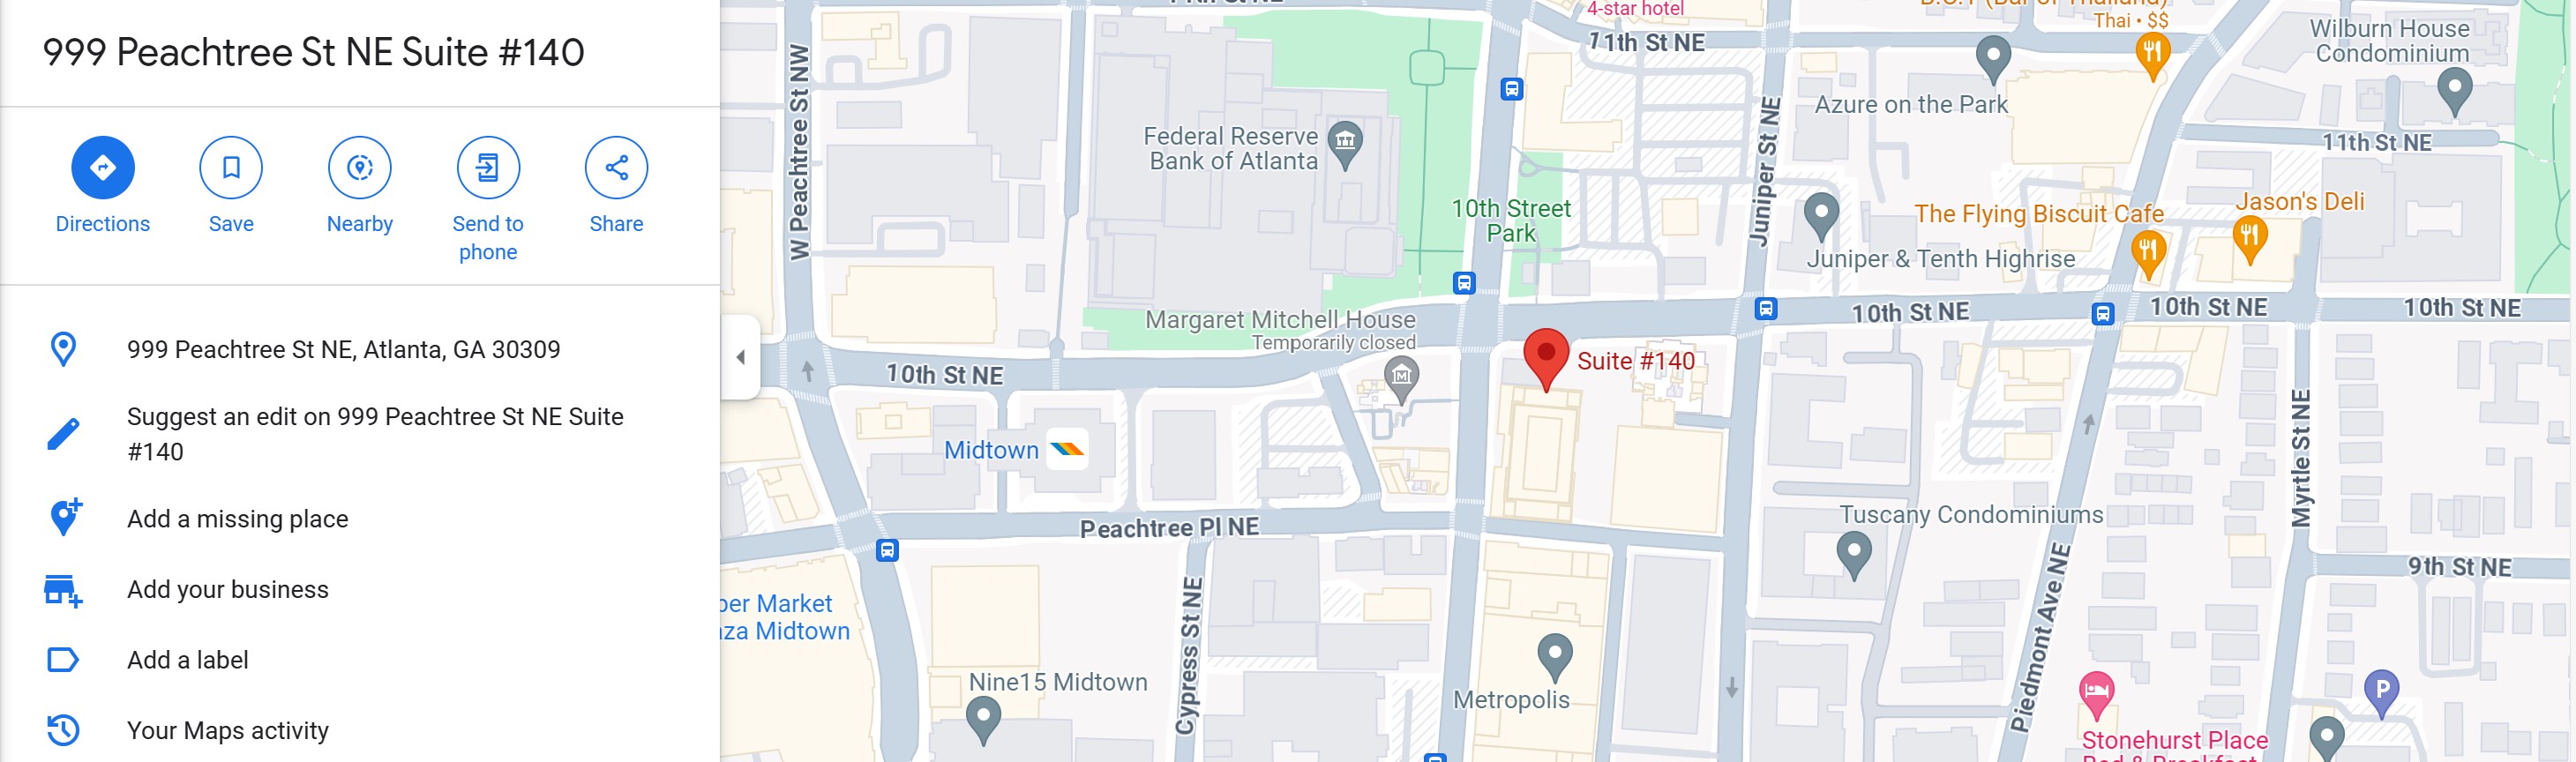 999 Peachtree St NE Suite #140
Directions
Save
Nearby
Send to
phone
Share
999 Peachtree St NE, Atlanta, GA 30309
Suggest an edit on 999 Peachtree St NE Suite
#140
Add a missing place
Add your business
Add a label
Your Maps activity
4-star hotel
11th St NE
Thai • $$
Wilburn House
Condominium
W Peachtree St NW
Federal Reserve
Bank of Atlanta
Juniper St NE
Azure on the Park
11th St NE
10th Street
Park
The Flying Biscuit Cafe
Jason's Deli
Juniper & Tenth Highrise
10th St NE
10th St NE
10th St NE
Margaret Mitchell House
Temporarily closed
10th St NE
Suite #140
Midtown
Myrtle St NE
Peachtree Pl NE
Tuscany Condominiums
9th St NE
Piedmont Ave NE
Cypress St NE
Market
Midtown
Nine15 Midtown
Metropolis
P
Stonehurst Place